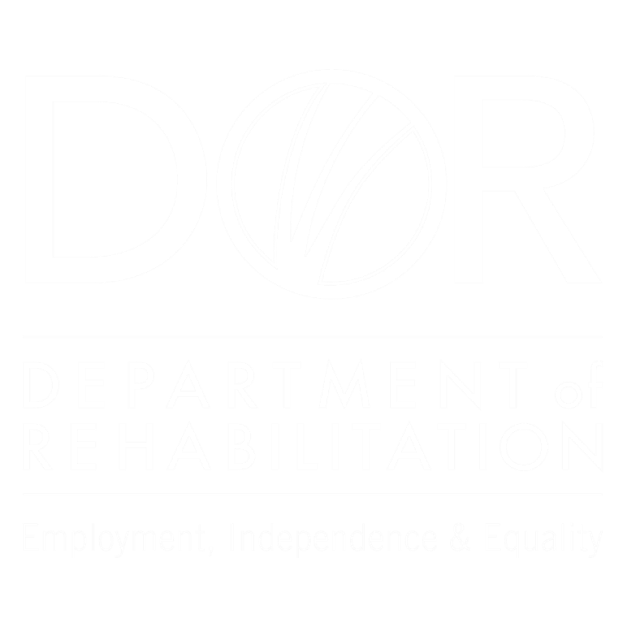 DOR
DEPARTMENT of
REHABILITATION
Employment, Independence & Equality